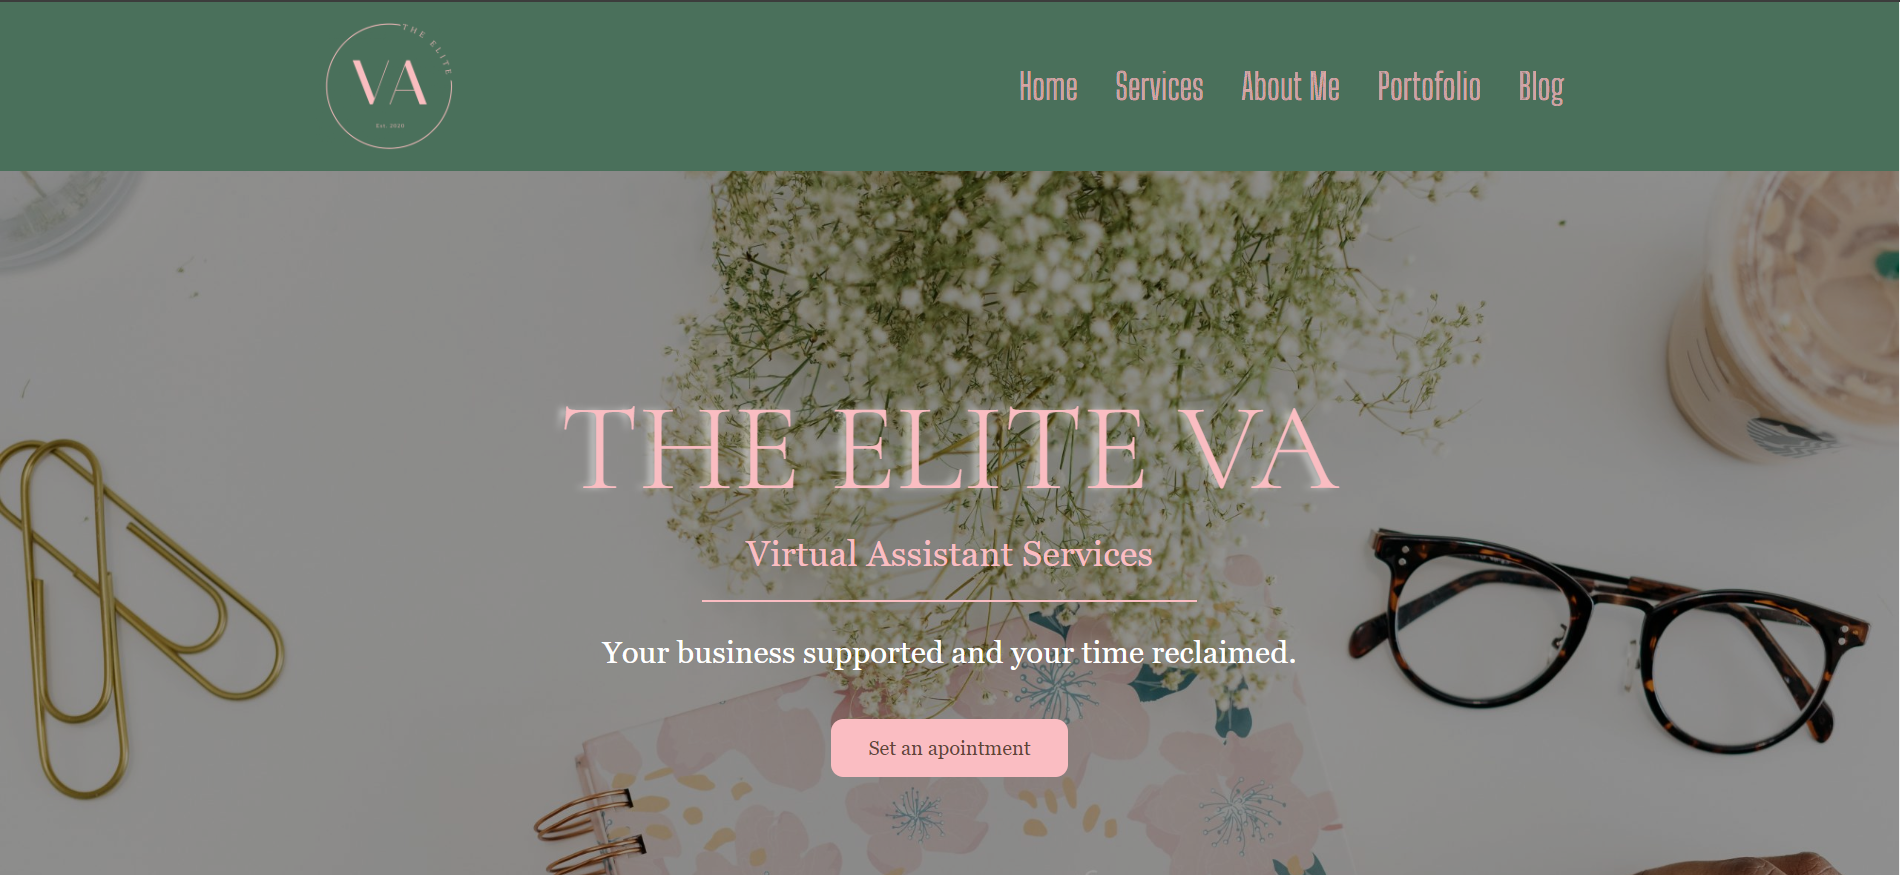 THE ELITE
VA
Est. 2020
Home Services About Me Portofolio Blog
THE ELITE VA
Virtual Assistant Services
Your business supported and your time reclaimed.
Set an apointment